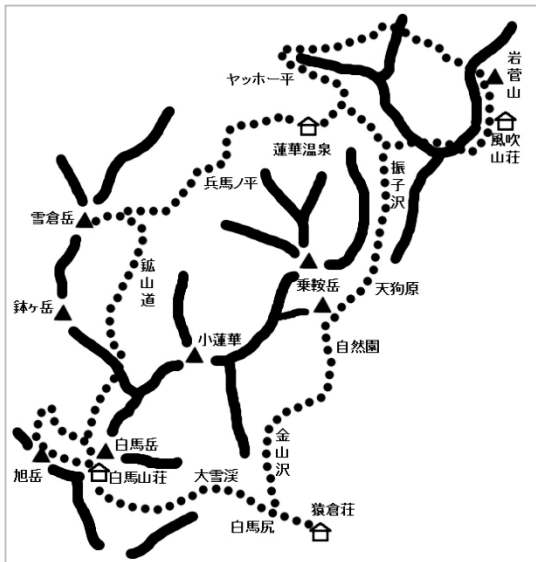 ヤッホー平
岩菅山
風吹山荘
蓮華温泉
振子沢
兵馬ノ平
雪倉岳
鉱山道
乗鞍岳
天狗原
鉢ヶ岳
小蓮華
自然園
白馬岳
金山沢
旭岳
白馬山荘
大雪渓
白馬尻
猿倉荘